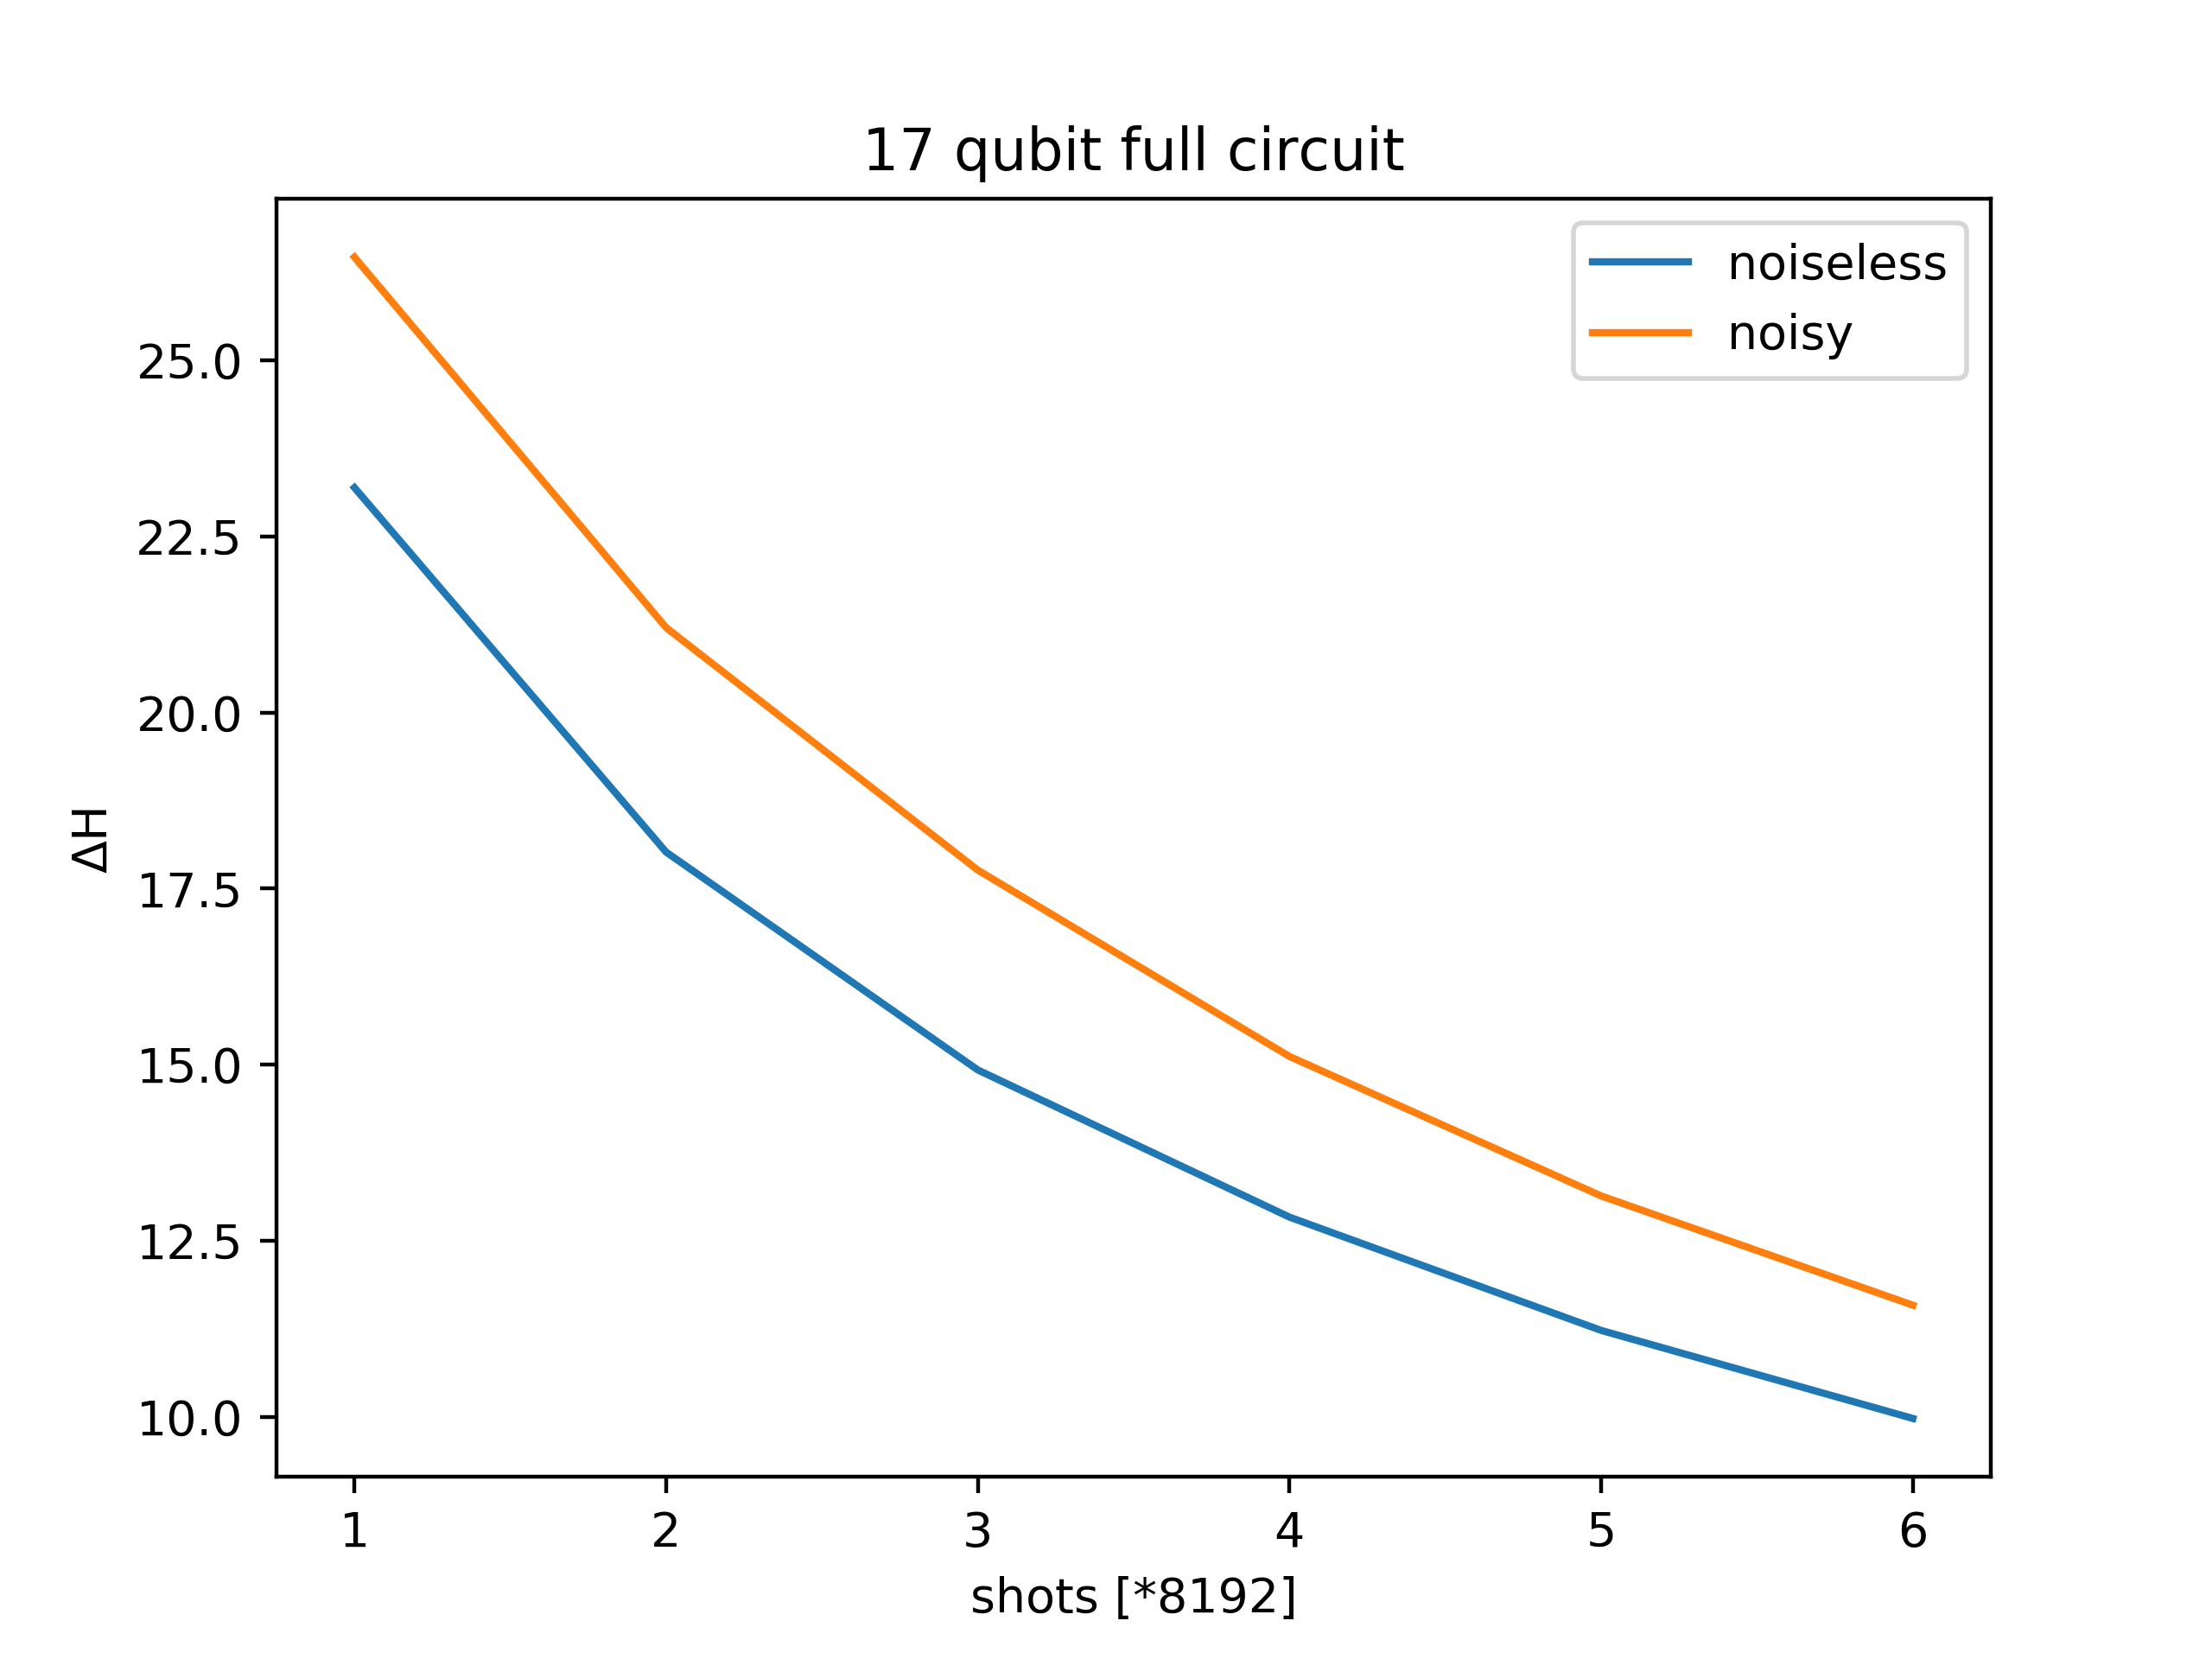 17 qubit full circuit
noiseless
noisy
25.0
22.5
20.0
17.5
15.0
12.5
10.0
ΔH
1 2 3 4 5 6
shots [*8192]